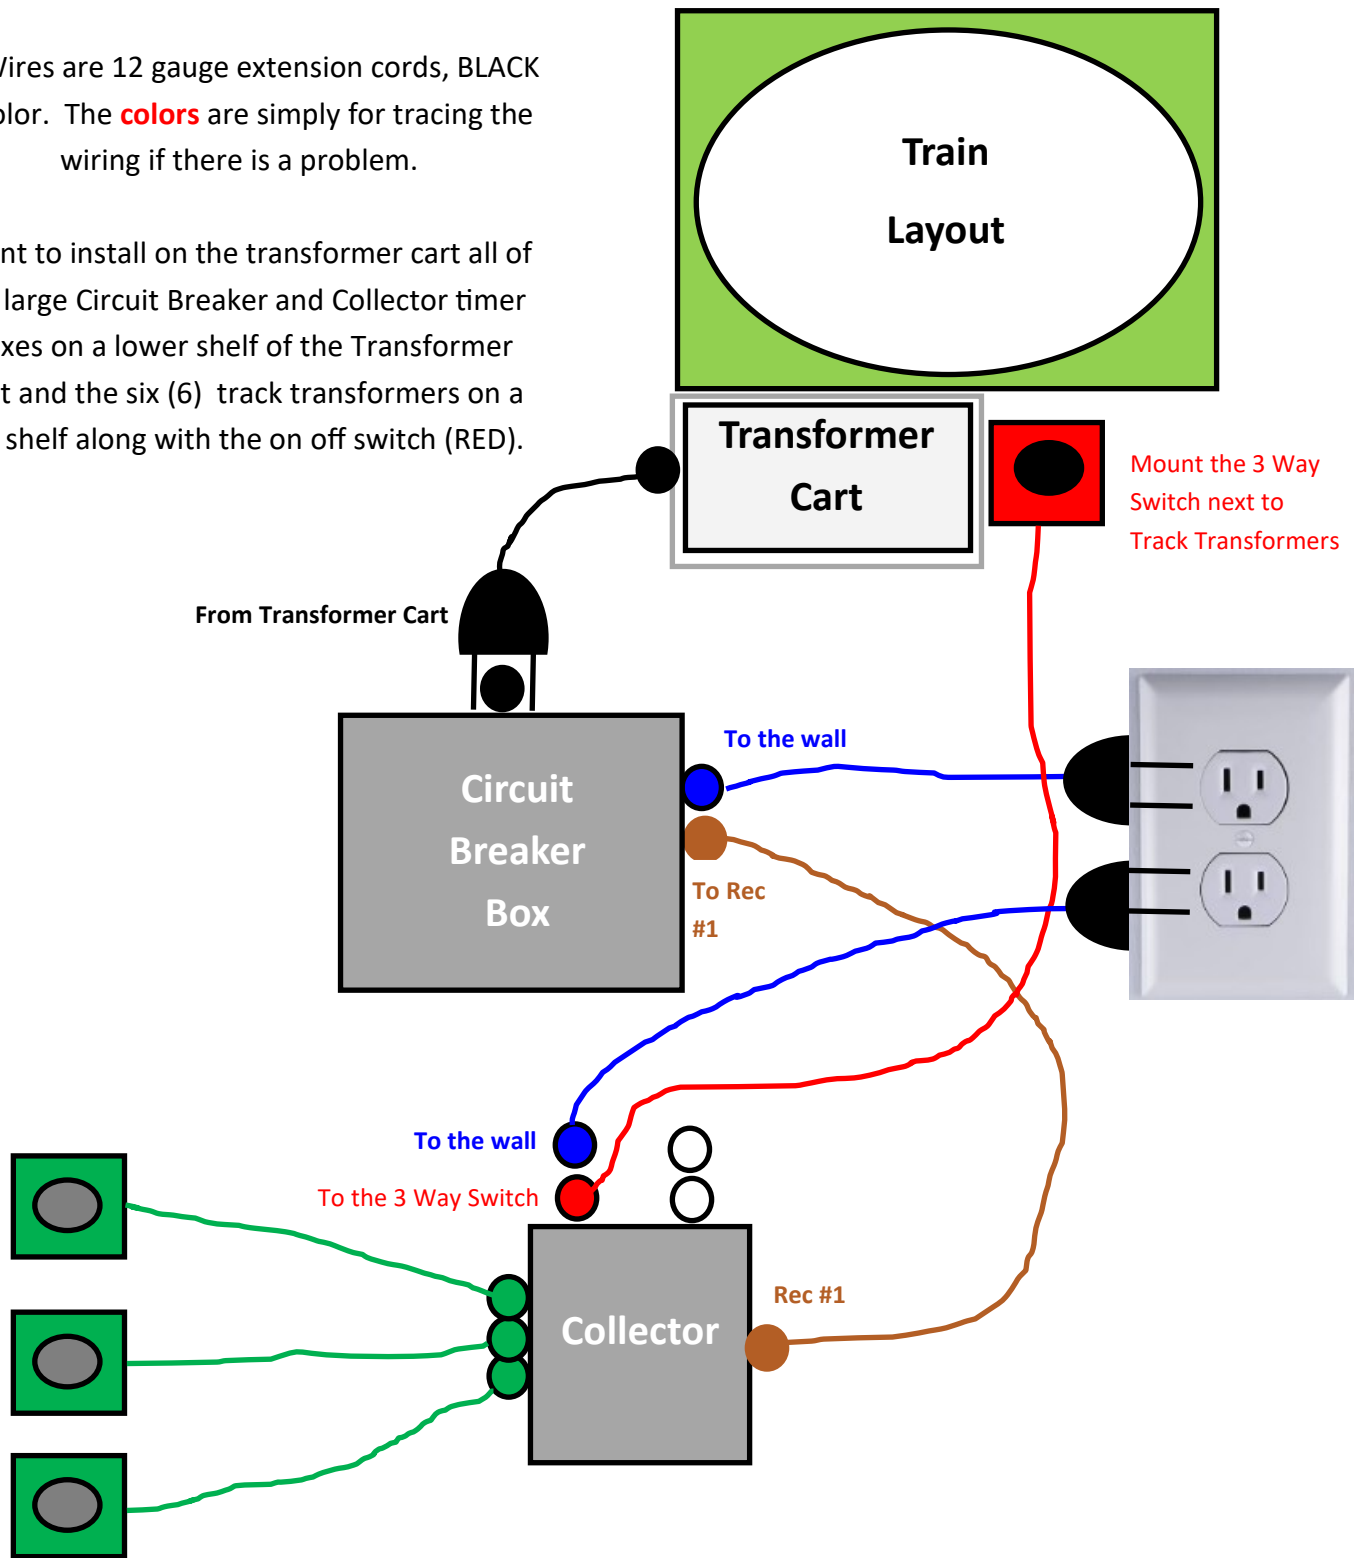 Wires are 12 gauge extension cords, BLACK
color. The colors are simply for tracing the
wiring if there is a problem.
nt to install on the transformer cart all of
large Circuit Breaker and Collector timer
xes on a lower shelf of the Transformer
t and the six (6) track transformers on a
shelf along with the on off switch (RED).
Train
Layout
Transformer
Cart
Mount the 3 Way
Switch next to
Track Transformers
From Transformer Cart
To the wall
Circuit
Breaker
Box
To Rec
#1
To the wall
To the 3 Way Switch
Rec #1
Collector